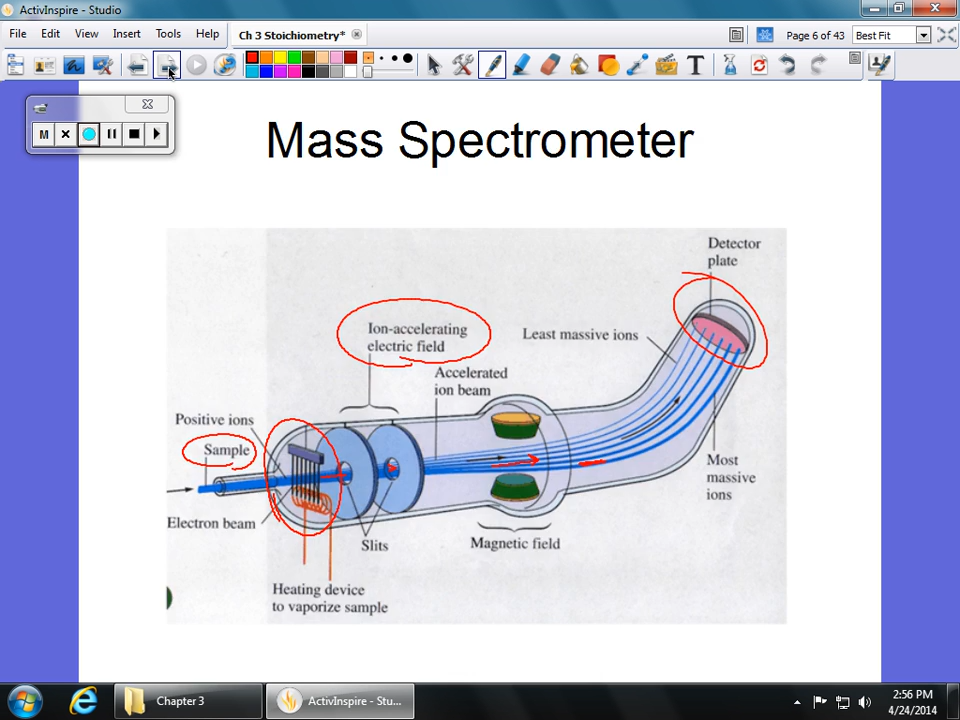 ActivInspire - Studio
File Edit View Insert Tools Help Ch 3 Stoichiometry* Page 6 of 43 Best Fit
T
M
Mass Spectrometer
Detector
plate
Ion-accelerating
electric field
Least massive ions
Accelerated
ion beam
Positive ions
Sample
Most
massive
ions
Electron beam
Slits
Magnetic field
Heating device
to vaporize sample
Chapter 3
ActivInspire - Stu...
2:56 PM
4/24/2014